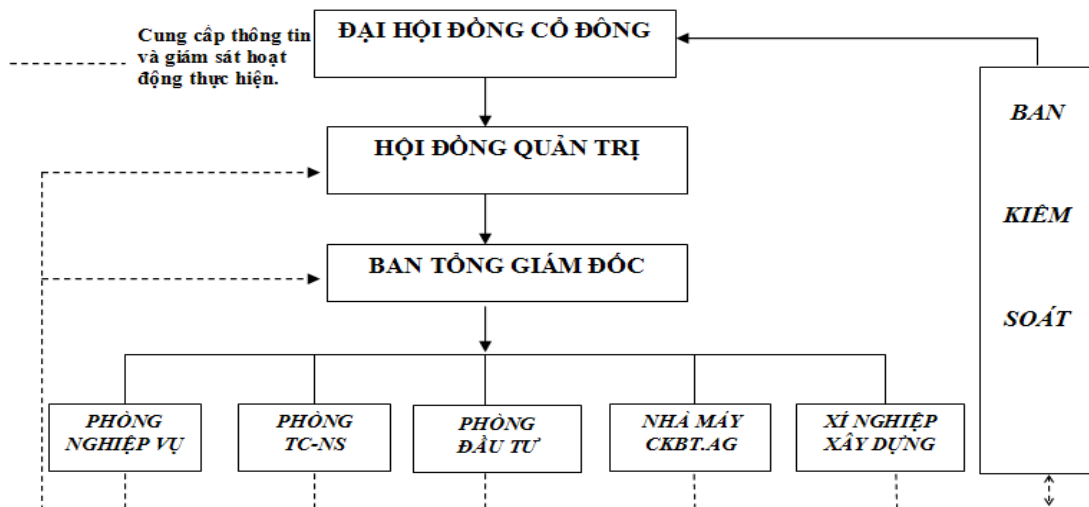 Cung cấp thông tin
và giám sát hoạt
động thực hiện.
ĐẠI HỘI ĐỒNG CỔ ĐÔNG
HỘI ĐỒNG QUẢN TRỊ
BAN TỔNG GIÁM ĐỐC
BAN
KIÊM
SOÁT
PHÒNG
NGHIỆP VỤ
PHÒNG
TC-NS
PHÒNG
ĐẦU TƯ
NHÀ MÁY
CKBT.AG
XÍ NGHIỆP
XÂY DỰNG